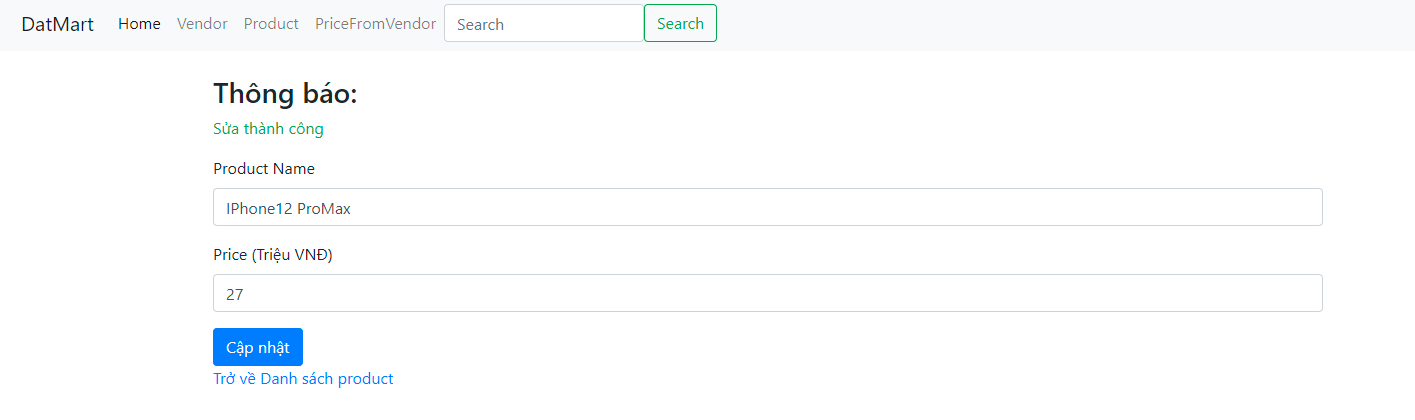 DatMart Home Vendor Product PriceFromVendor Search Search
Thông báo:
Sửa thành công
Product Name
IPhone12 ProMax
Price (Triệu VNĐ)
27
Cập nhật
Trở về Danh sách product